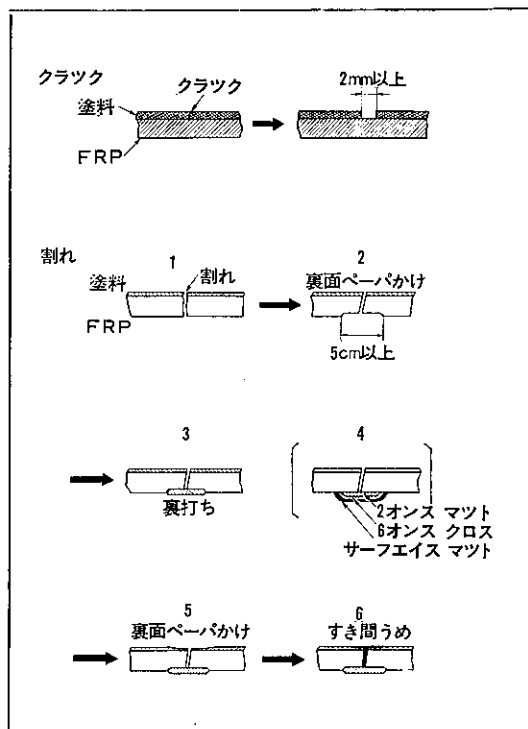 クラツク
クラツク
塗料
FRP
2mm以上
割れ
1
割れ
塗料
FRP
2
裏面ペーパかけ
5cm以上
3
裏打ち
4
2オンス マツト
6オンス クロス
サーフエイス マツト
5
裏面ペーパかけ
6
すき間うめ